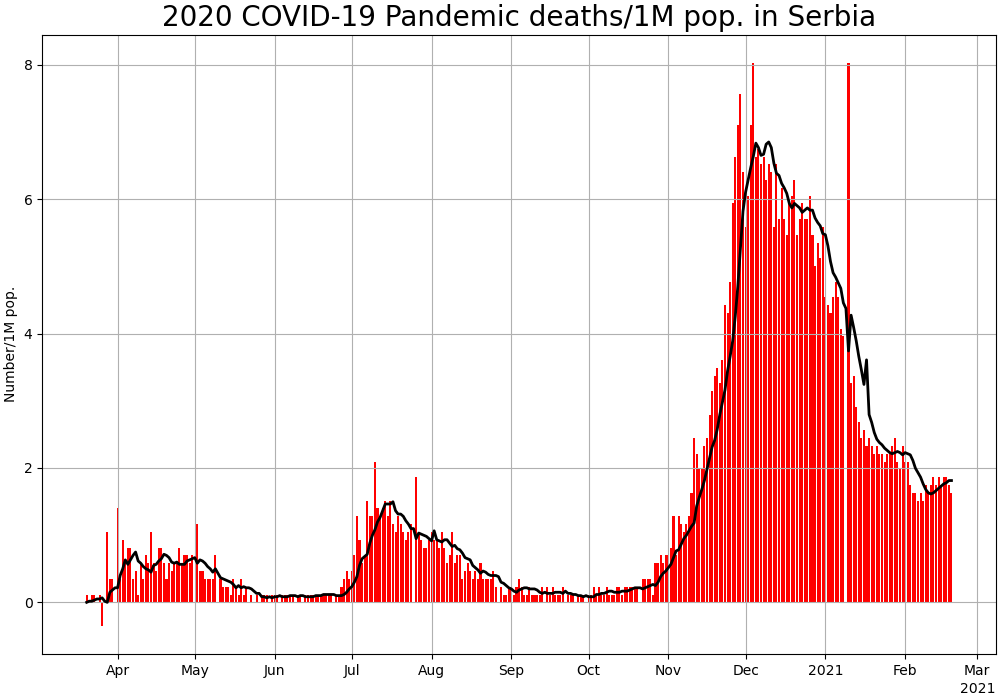 2020 COVID-19 Pandemic deaths/1M pop. in Serbia
8
6
4
2
0
Number/1M pop.
Apr May Jun Jul Aug Sep Oct Nov Dec 2021 Feb Mar
2021